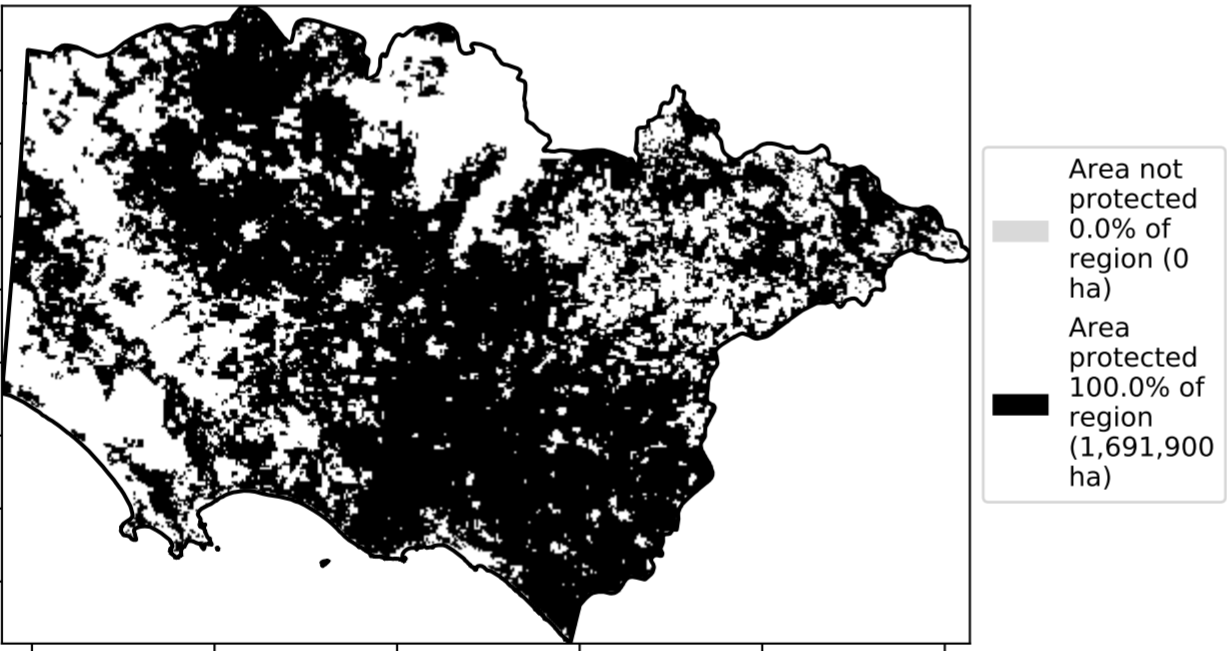 Area not
protected
0.0% of
region (0
ha)
Area
protected
100.0% of
region
(1,691,900
ha)